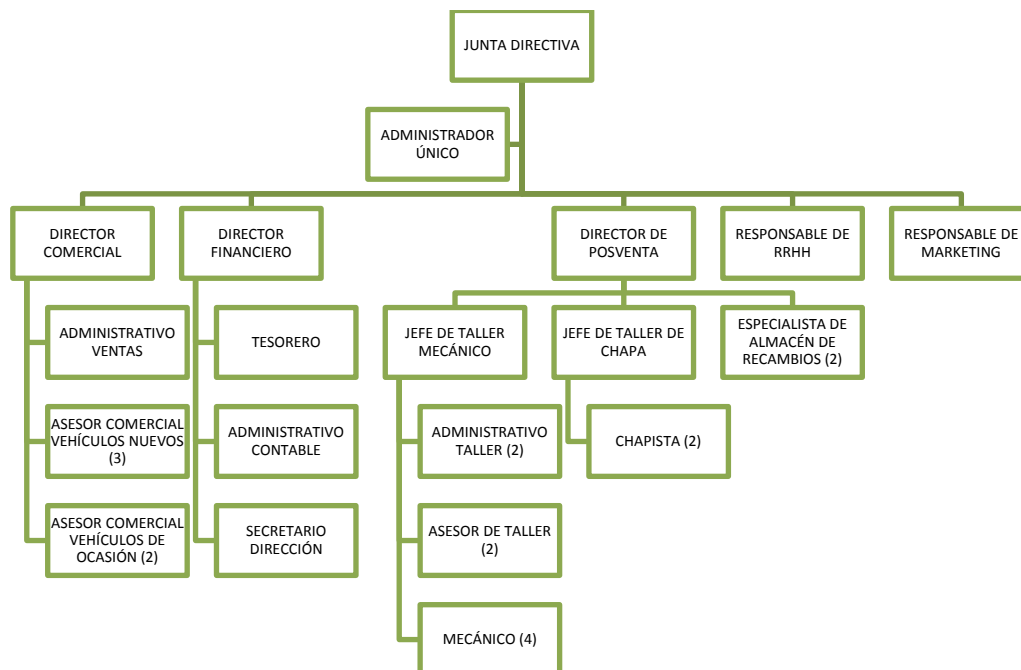 JUNTA DIRECTIVA
ADMINISTRADOR
ÚNICO
DIRECTOR
COMERCIAL
DIRECTOR
FINANCIERO
DIRECTOR DE
POSVENTA
RESPONSABLE DE
RRHH
RESPONSABLE DE
MARKETING
ADMINISTRATIVO
VENTAS
TESORERO
JEFE DE TALLER
MECÁNICO
JEFE DE TALLER DE
CHAPA
ESPECIALISTA DE
ALMACÉN DE
RECAMBIOS (2)
ASESOR COMERCIAL
VEHÍCULOS NUEVOS
(3)
ADMINISTRATIVO
CONTABLE
ADMINISTRATIVO
TALLER (2)
CHAPISTA (2)
ASESOR COMERCIAL
VEHÍCULOS DE
OCASIÓN (2)
SECRETARIO
DIRECCIÓN
ASESOR DE TALLER
(2)
MECÁNICO (4)